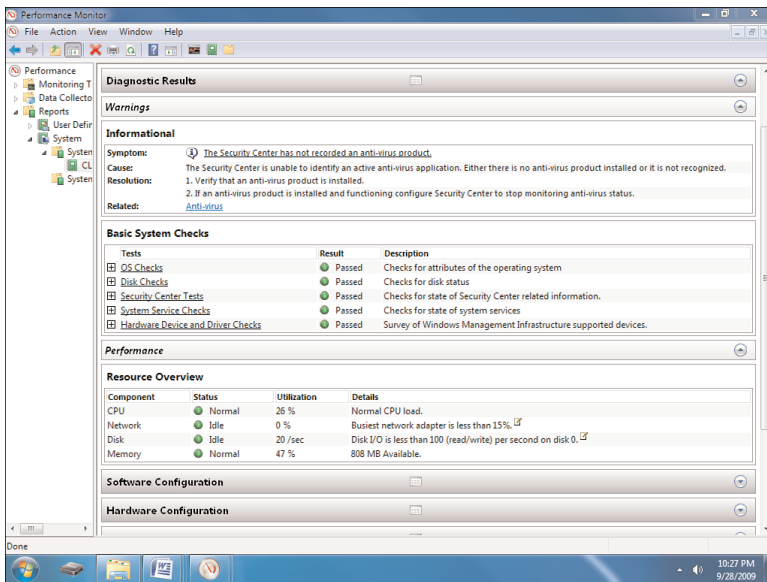 Performance Monitor
File Action View Window Help
Performance
Monitoring T
Data Collecto
Reports
User Defin
System
System
CL
System
Diagnostic Results
Warnings
Informational
Symptom: The Security Center has not recorded an anti-virus product.
Cause: The Security Center is unable to identify an active anti-virus application. Either there is no anti-virus product installed or it is not recognized.
Resolution: 1. Verify that an anti-virus product is installed.
2. If an anti-virus product is installed and functioning configure Security Center to stop monitoring anti-virus status.
Related: Anti-virus
Basic System Checks
Tests Result Description
OS Checks Passed Checks for attributes of the operating system
Disk Checks Passed Checks for disk status
Security Center Tests Passed Checks for state of Security Center related information.
System Service Checks Passed Checks for state of system services
Hardware Device and Driver Checks Passed Survey of Windows Management Infrastructure supported devices.
Performance
Resource Overview
Component Status Utilization Details
CPU Normal 26 % Normal CPU load.
Network Idle 0 % Busiest network adapter is less than 15%.
Disk Idle 20 /sec Disk I/O is less than 100 (read/write) per second on disk 0.
Memory Normal 47 % 808 MB Available.
Software Configuration
Hardware Configuration
Done
10:27 PM
9/28/2009